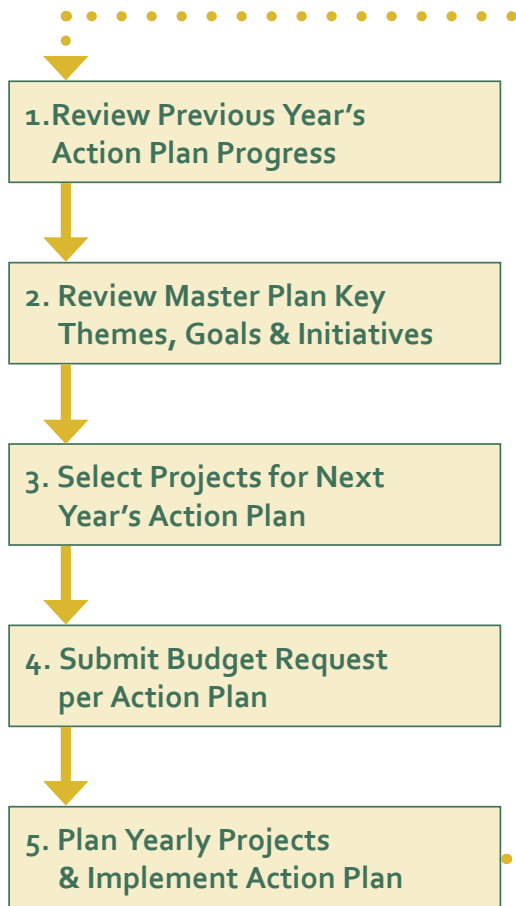 1.Review Previous Year’s
Action Plan Progress
2. Review Master Plan Key
Themes, Goals & Initiatives
3. Select Projects for Next
Year’s Action Plan
4. Submit Budget Request
per Action Plan
5. Plan Yearly Projects
& Implement Action Plan